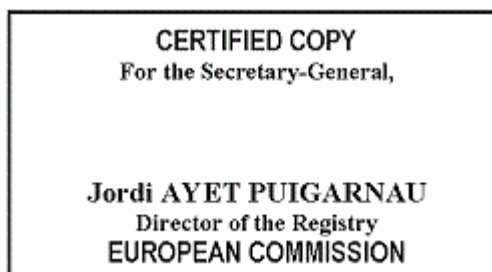 CERTIFIED COPY
For the Secretary-General,
Jordi AYET PUIGARNAU
Director of the Registry
EUROPEAN COMMISSION